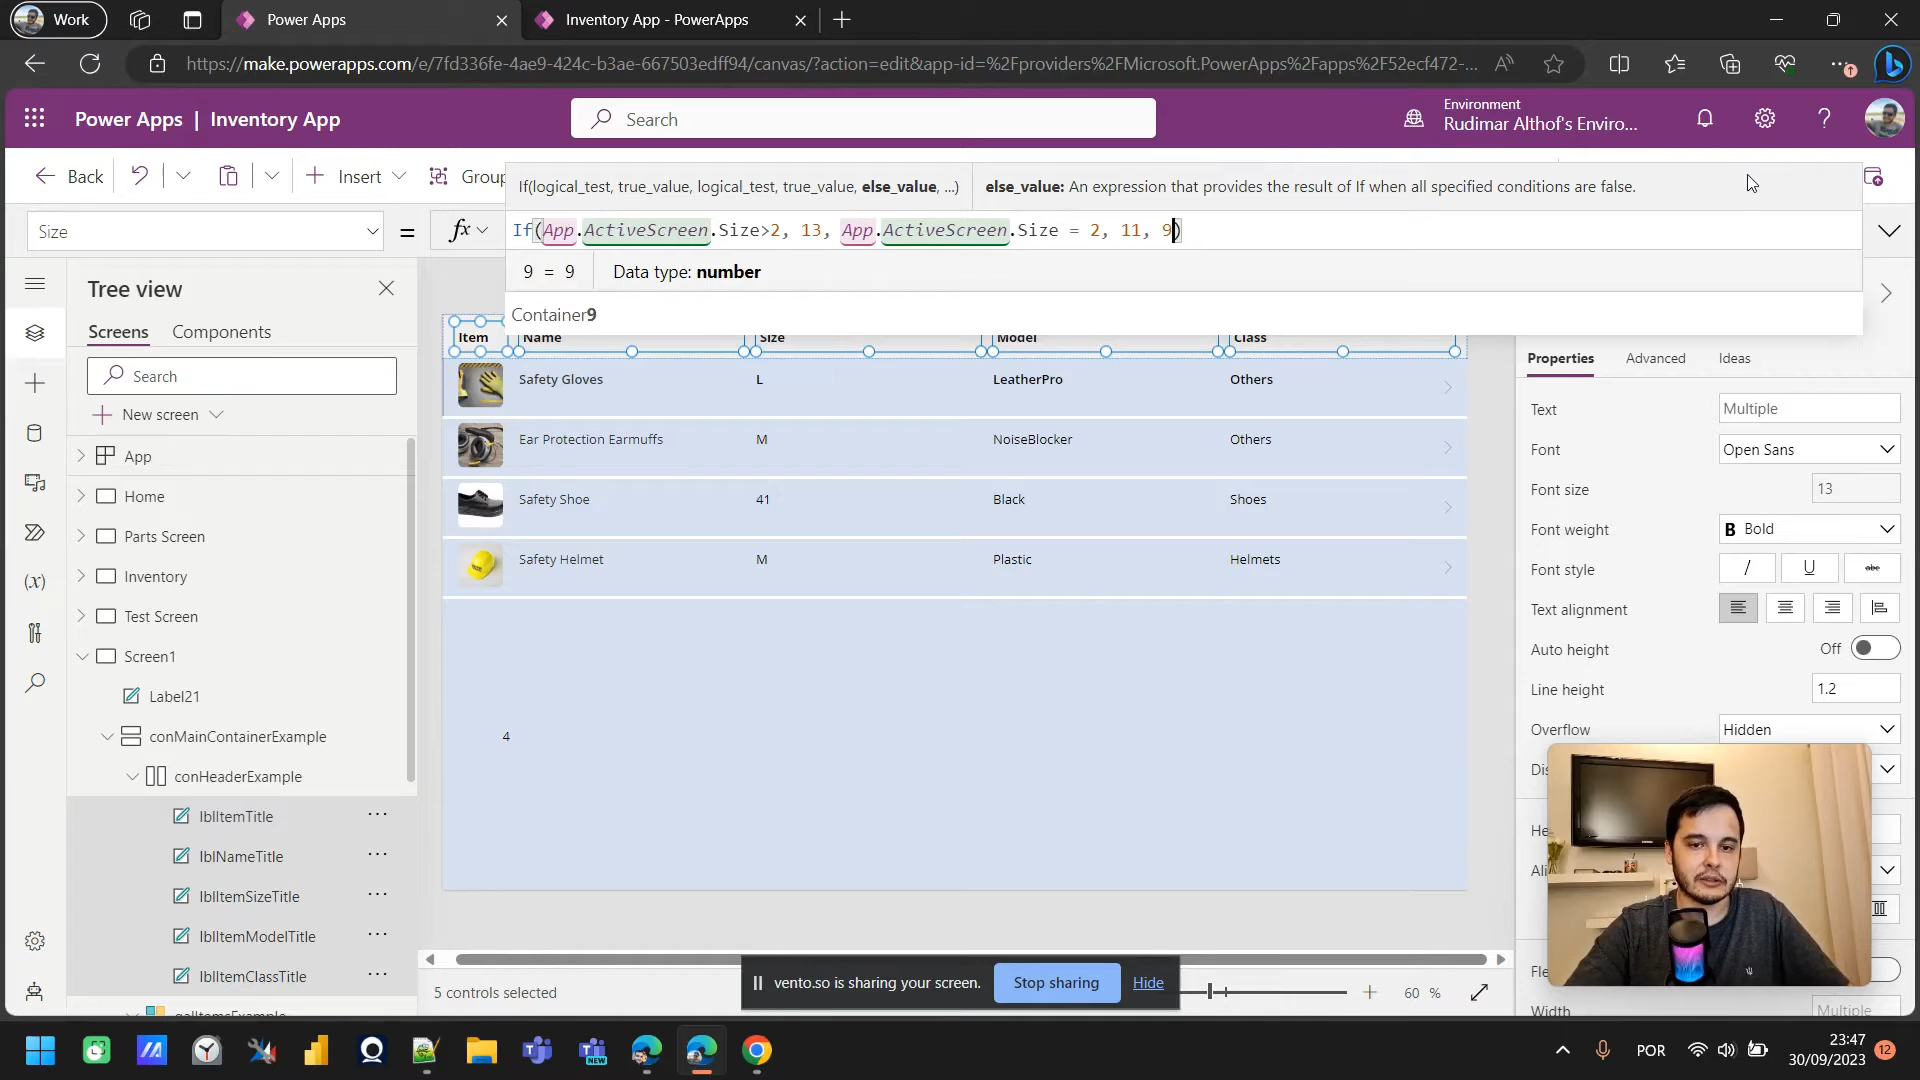 Work
Power Apps
Inventory App - PowerApps
https://make.powerapps.com/e/7fd336fe-4ae9-424c-b3ae-667503edff94/canvas/?action=edit&app-id=%2Fproviders%2FMicrosoft.PowerApps%2Fapps%2F52ecf472-...
Power Apps | Inventory App
Search
Environment
Rudimar Althof's Enviro...
Back
Insert
Group
If(logical_test, true_value, logical_test, true_value, else_value, ...)
else_value: An expression that provides the result of If when all specified conditions are false.
Size
=
fx
If(App.ActiveScreen.Size>2, 13, App.ActiveScreen.Size = 2, 11, 9)
9 = 9
Data type: number
Container9
Tree view
Screens
Components
Search
New screen
App
Home
Parts Screen
Inventory
Test Screen
Screen1
Label21
conMainContainerExample
conHeaderExample
lblItemTitle
lblNameTitle
lblItemSizeTitle
lblItemModelTitle
lblItemClassTitle
galItemsExample
Item
Name
Size
Model
Class
Safety Gloves
L
LeatherPro
Others
Ear Protection Earmuffs
M
NoiseBlocker
Others
Safety Shoe
41
Black
Shoes
Safety Helmet
M
Plastic
Helmets
4
Properties
Advanced
Ideas
Text
Multiple
Font
Open Sans
Font size
13
Font weight
B Bold
Font style
/
U
abc
Text alignment
Auto height
Off
Line height
1.2
Overflow
Hidden
Dis
He
Ali
Fle
Width
Multiple
5 controls selected
vento.so is sharing your screen.
Stop sharing
Hide
60 %
NEW
POR
23:47
30/09/2023
12